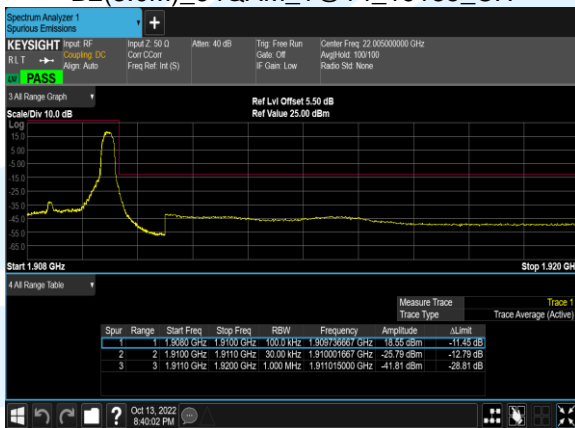 Spectrum Analyzer 1
Spurious Emissions
KEYSIGHT Input: RF Input Z: 50 Ω Atten: 40 dB Trig: Free Run Center Freq: 22.005000000 GHz
RLT Coupling: DC Corr CCorr Gate: Off Avg|Hold: 100/100
Align: Auto Freq Ref: Int (S) IF Gain: Low Radio Std: None
PASS
3 All Range Graph
Ref Lvl Offset 5.50 dB
Scale/Div 10.0 dB Ref Value 25.00 dBm
Log
15.0
5.00
-5.00
-15.0
-25.0
-35.0
-45.0
-55.0
-65.0
Start 1.908 GHz Stop 1.920 GH
4 All Range Table
Measure Trace Trace 1
Trace Type Trace Average (Active)
Spur Range Start Freq Stop Freq RBW Frequency Amplitude ΔLimit
1 1 1.9080 GHz 1.9100 GHz 100.0 kHz 1.909736667 GHz 18.55 dBm -11.45 dB
2 2 1.9100 GHz 1.9110 GHz 30.00 kHz 1.910001667 GHz -25.79 dBm -12.79 dB
3 3 1.9110 GHz 1.9200 GHz 1.000 MHz 1.911015000 GHz -41.81 dBm -28.81 dB
Oct 13, 2022
8:40:02 PM